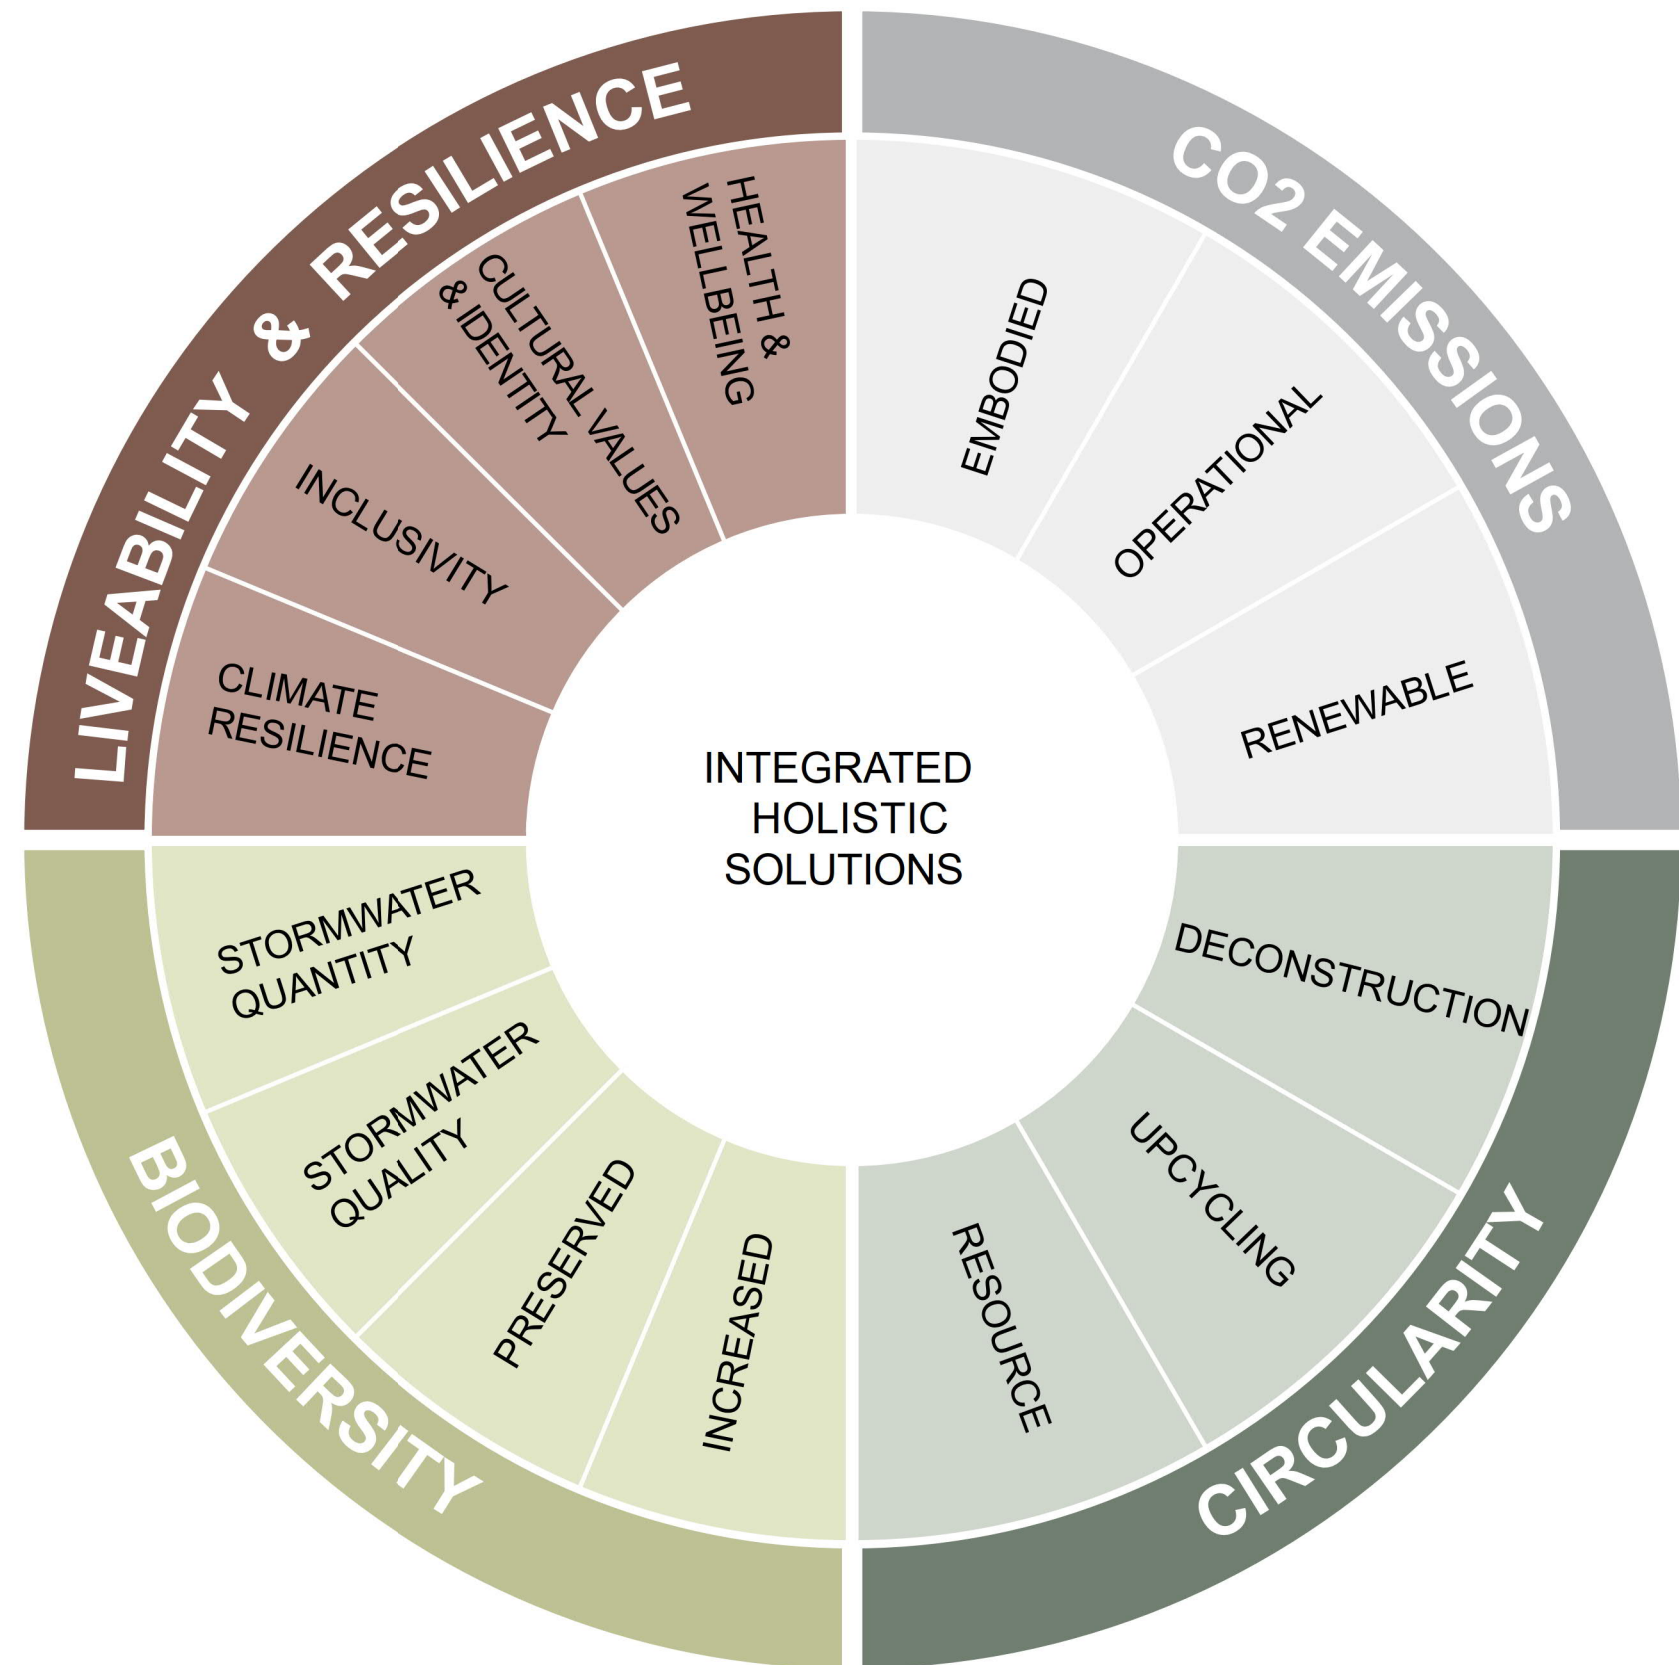 LIVEABILITY & RESILIENCE
HEALTH &
WELLBEING
CULTURAL VALUES
& IDENTITY
INCLUSIVITY
CLIMATE
RESILIENCE
CO2 EMISSIONS
EMBODIED
OPERATIONAL
RENEWABLE
INTEGRATED
HOLISTIC
SOLUTIONS
CIRCULARITY
DECONSTRUCTION
UPCYCLING
RESOURCE
BIODIVERSITY
STORMWATER
QUANTITY
STORMWATER
QUALITY
PRESERVED
INCREASED